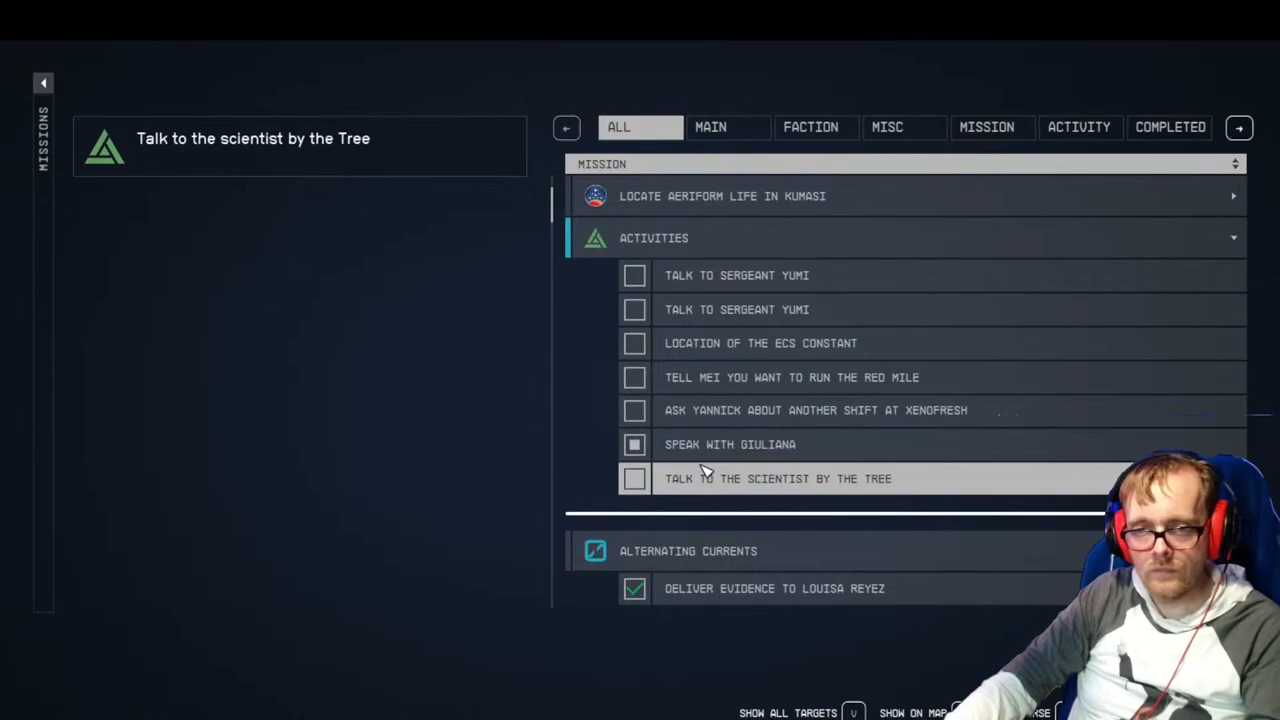 MISSIONS
Talk to the scientist by the Tree
ALL MAIN FACTION MISC MISSION ACTIVITY COMPLETED
MISSION
LOCATE AERIFORM LIFE IN KUMASI
ACTIVITIES
TALK TO SERGEANT YUMI
TALK TO SERGEANT YUMI
LOCATION OF THE ECS CONSTANT
TELL MEI YOU WANT TO RUN THE RED MILE
ASK YANNICK ABOUT ANOTHER SHIFT AT XENOFRESH
SPEAK WITH GIULIANA
TALK TO THE SCIENTIST BY THE TREE
ALTERNATING CURRENTS
DELIVER EVIDENCE TO LOUISA REYEZ
SHOW ALL TARGETS V SHOW ON MAP